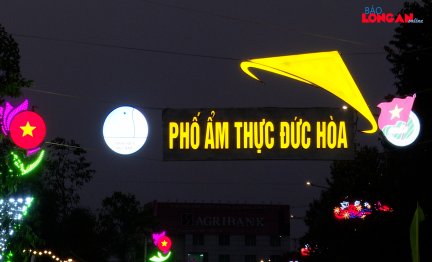 BÁO
LONG AN
online
PHỐ ẨM THỰC ĐỨC HÒA
AGRIBANK